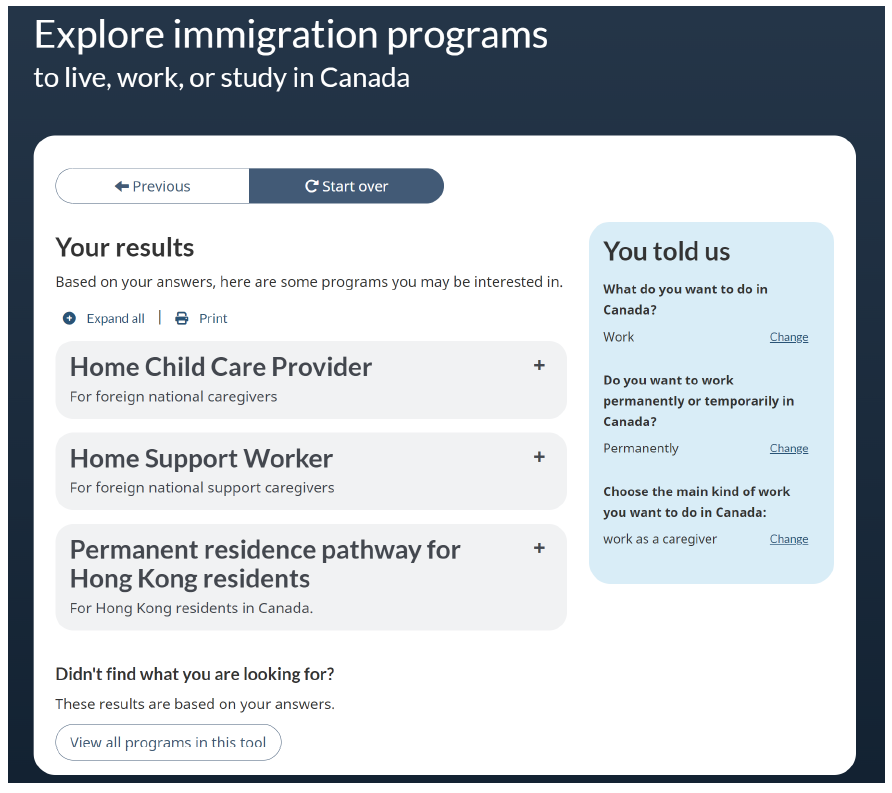 Explore immigration programs
to live, work, or study in Canada
Previous
Start over
Your results
Based on your answers, here are some programs you may be interested in.
Expand all | Print
Home Child Care Provider
For foreign national caregivers
Home Support Worker
For foreign national support caregivers
Permanent residence pathway for
Hong Kong residents
For Hong Kong residents in Canada.
Didn't find what you are looking for?
These results are based on your answers.
View all programs in this tool
You told us
What do you want to do in
Canada?
Work Change
Do you want to work
permanently or temporarily in
Canada?
Permanently Change
Choose the main kind of work
you want to do in Canada:
work as a caregiver Change